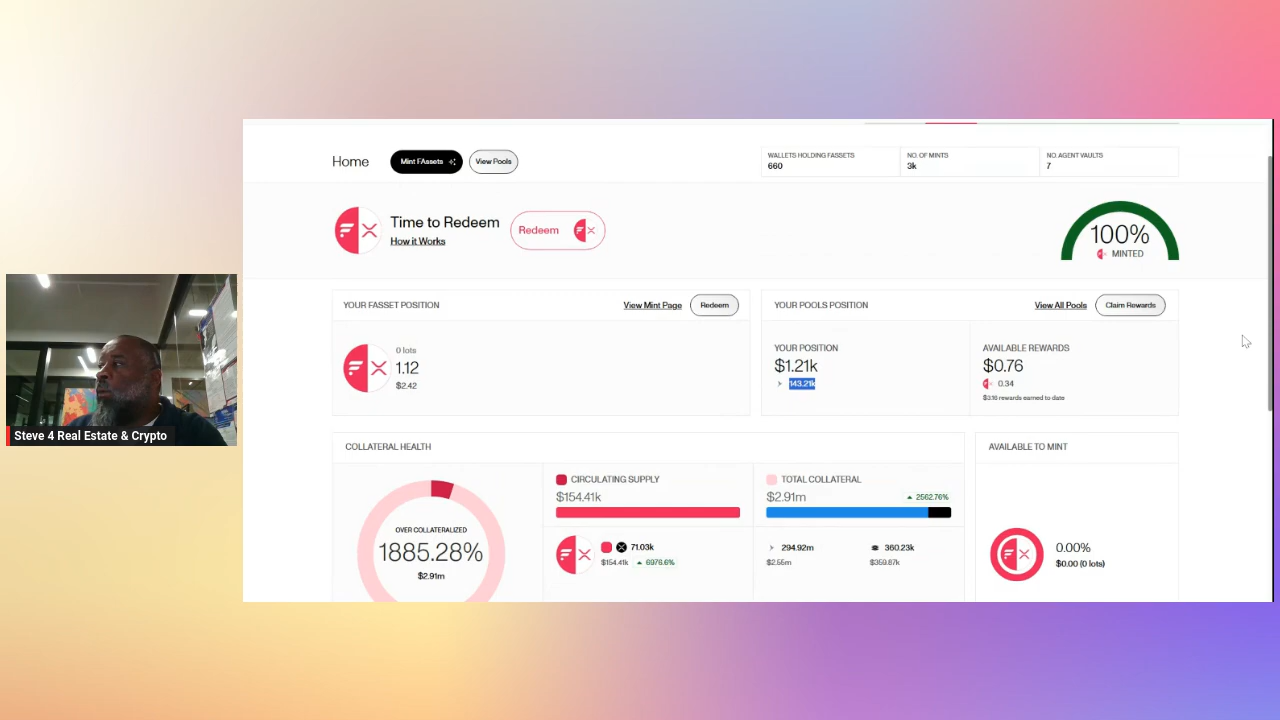 Home
Mint FAssets
View Pools
WALLETS HOLDING FASSETS
660
NO. OF MINTS
3k
NO. AGENT VAULTS
7
Time to Redeem
How it Works
Redeem
100%
MINTED
YOUR FASSET POSITION
View Mint Page
Redeem
0 lots
1.12
$2.42
YOUR POOLS POSITION
View All Pools
Claim Rewards
YOUR POSITION
$1.21k
143.21k
AVAILABLE REWARDS
$0.76
0.34
rewards earned to date
COLLATERAL HEALTH
OVER COLLATERALIZED
1885.28%
$2.91m
CIRCULATING SUPPLY
$154.41k
71.03k
$154.41k
6976.6%
TOTAL COLLATERAL
$2.91m
2562.76%
294.92m
$2.55m
360.23k
$359.87k
AVAILABLE TO MINT
0.00%
$0.00 (0 lots)
Steve 4 Real Estate & Crypto